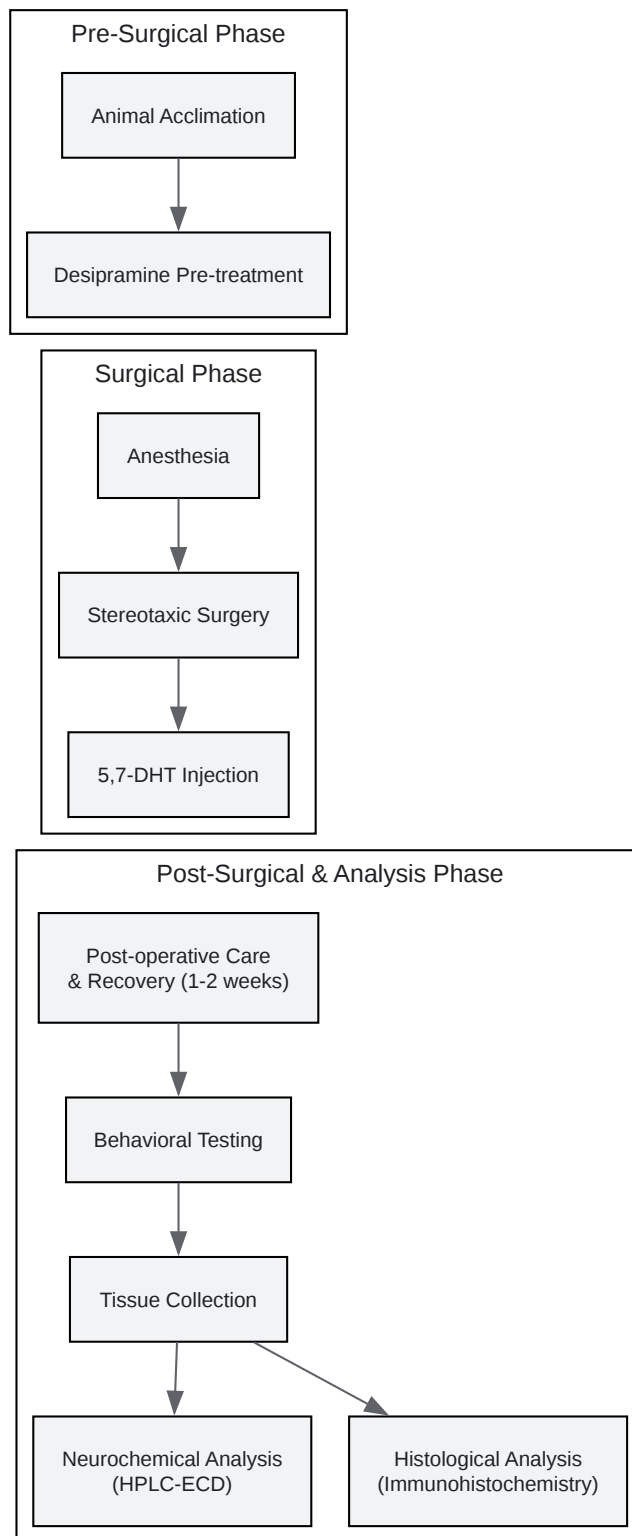 Pre-Surgical Phase
Animal Acclimation
Desipramine Pre-treatment
Surgical Phase
Anesthesia
Stereotaxic Surgery
5,7-DHT Injection
Post-Surgical & Analysis Phase
Post-operative Care
& Recovery (1-2 weeks)
Behavioral Testing
Tissue Collection
Neurochemical Analysis
(HPLC-ECD)
Histological Analysis
(Immunohistochemistry)